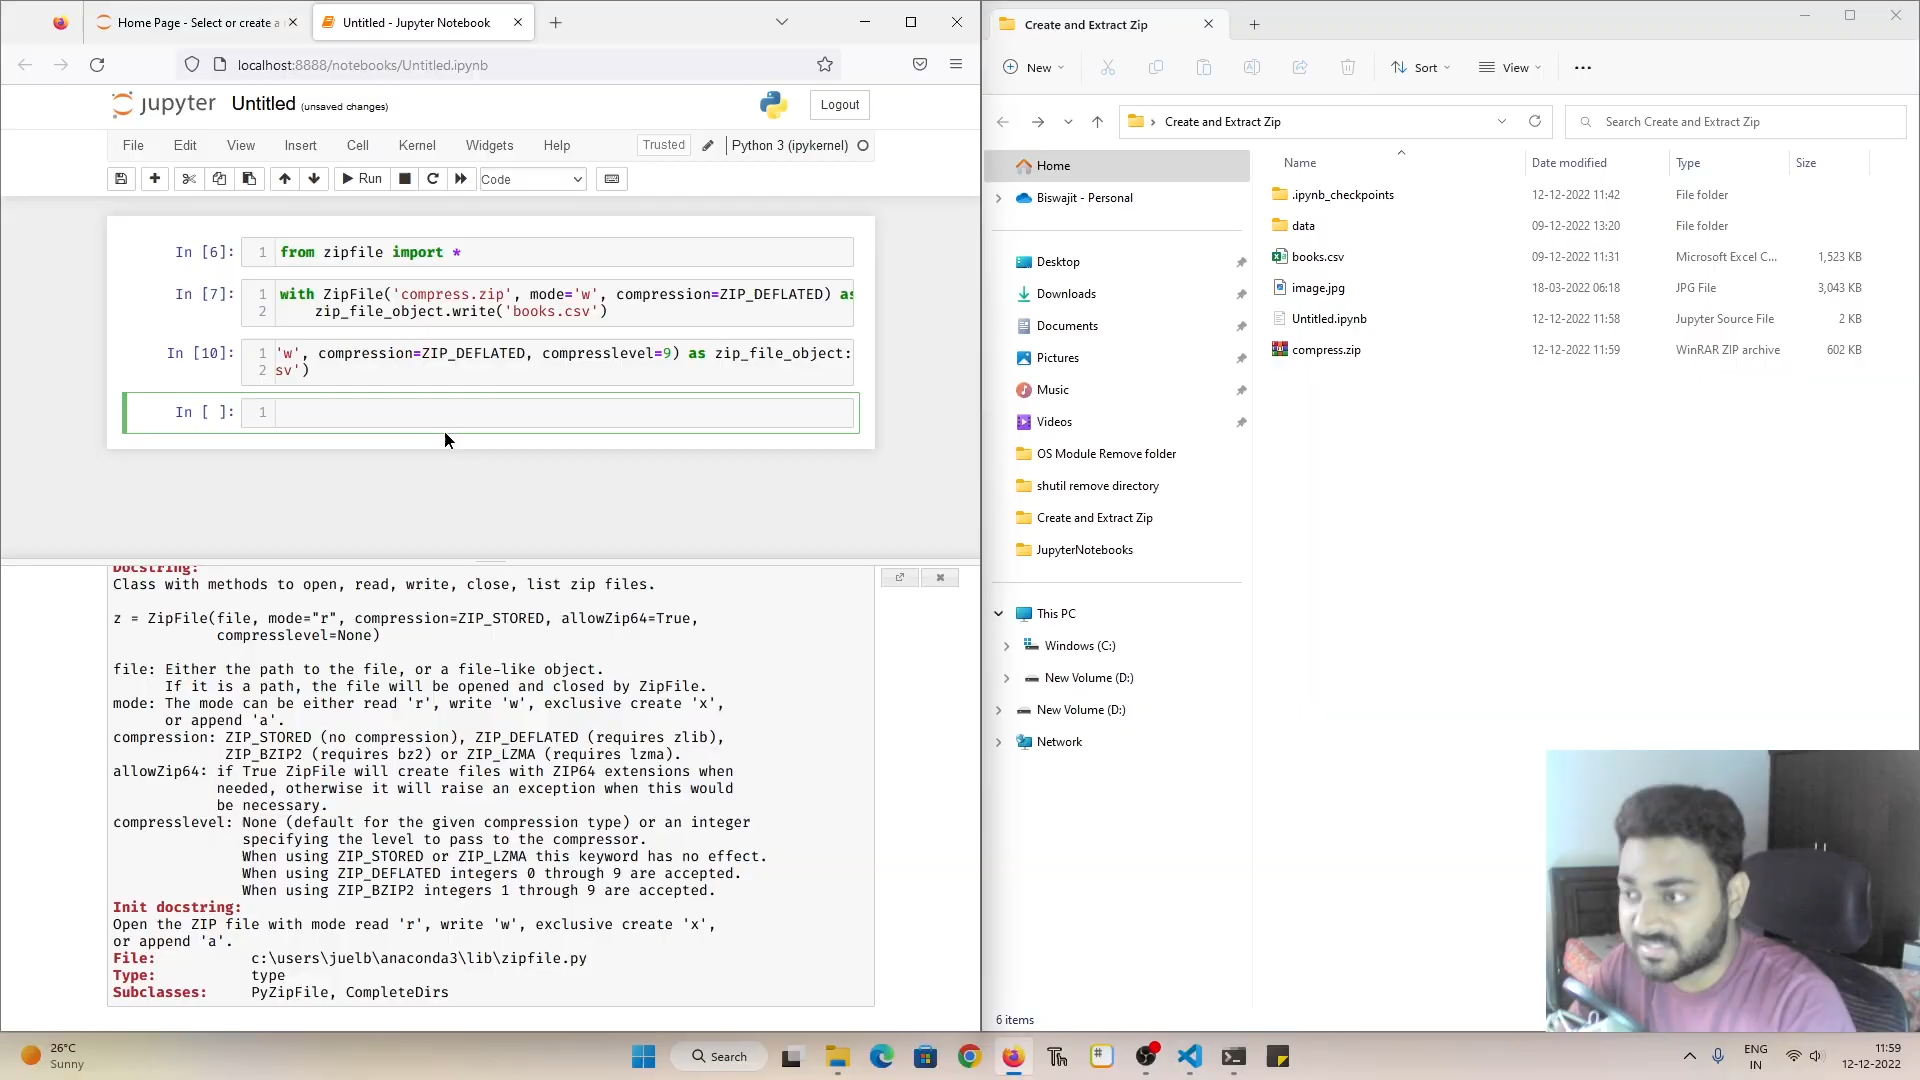 Home Page - Select or create a
Untitled - Jupyter Notebook
localhost:8888/notebooks/Untitled.ipynb
jupyter Untitled (unsaved changes)
Logout
File Edit View Insert Cell Kernel Widgets Help
Trusted
Python 3 (ipykernel)
Run
Code
In [6]: 1 from zipfile import *
In [7]: 1 with ZipFile('compress.zip', mode='w', compression=ZIP_DEFLATED) as
2 zip_file_object.write('books.csv')
In [10]: 1 'w', compression=ZIP_DEFLATED, compresslevel=9) as zip_file_object:
2 sv')
In [ ]: 1
Docstring:
Class with methods to open, read, write, close, list zip files.
z = ZipFile(file, mode="r", compression=ZIP_STORED, allowZip64=True,
compresslevel=None)
file: Either the path to the file, or a file-like object.
If it is a path, the file will be opened and closed by ZipFile.
mode: The mode can be either read 'r', write 'w', exclusive create 'x',
or append 'a'.
compression: ZIP_STORED (no compression), ZIP_DEFLATED (requires zlib),
ZIP_BZIP2 (requires bz2) or ZIP_LZMA (requires lzma).
allowZip64: if True ZipFile will create files with ZIP64 extensions when
needed, otherwise it will raise an exception when this would
be necessary.
compresslevel: None (default for the given compression type) or an integer
specifying the level to pass to the compressor.
When using ZIP_STORED or ZIP_LZMA this keyword has no effect.
When using ZIP_DEFLATED integers 0 through 9 are accepted.
When using ZIP_BZIP2 integers 1 through 9 are accepted.
Init docstring:
Open the ZIP file with mode read 'r', write 'w', exclusive create 'x',
or append 'a'.
File: c:\users\juelb\anaconda3\lib\zipfile.py
Type: type
Subclasses: PyZipFile, CompleteDirs
Create and Extract Zip
New
Sort
View
Create and Extract Zip
Search Create and Extract Zip
Home
Biswajit - Personal
Desktop
Downloads
Documents
Pictures
Music
Videos
OS Module Remove folder
shutil remove directory
Create and Extract Zip
JupyterNotebooks
This PC
Windows (C:)
New Volume (D:)
New Volume (D:)
Network
Name Date modified Type Size
.ipynb_checkpoints 12-12-2022 11:42 File folder
data 09-12-2022 13:20 File folder
books.csv 09-12-2022 11:31 Microsoft Excel C... 1,523 KB
image.jpg 18-03-2022 06:18 JPG File 3,043 KB
Untitled.ipynb 12-12-2022 11:58 Jupyter Source File 2 KB
compress.zip 12-12-2022 11:59 WinRAR ZIP archive 602 KB
6 items
26°C
Sunny
Search
Th
ENG
IN
11:59
12-12-2022